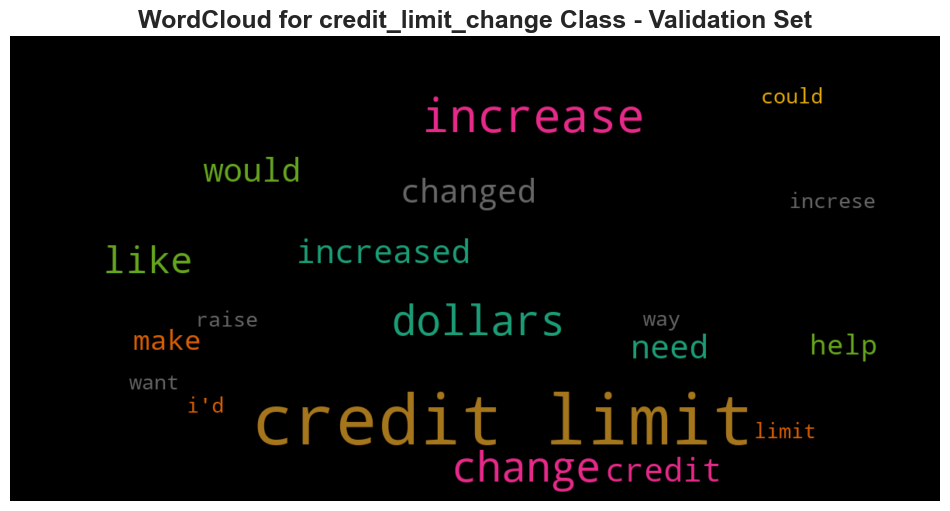 WordCloud for credit_limit_change Class - Validation Set
could
increase
would
changed
increse
like
increased
raise
dollars
way
make
need
help
want
i'd
credit limit
limit
change
credit